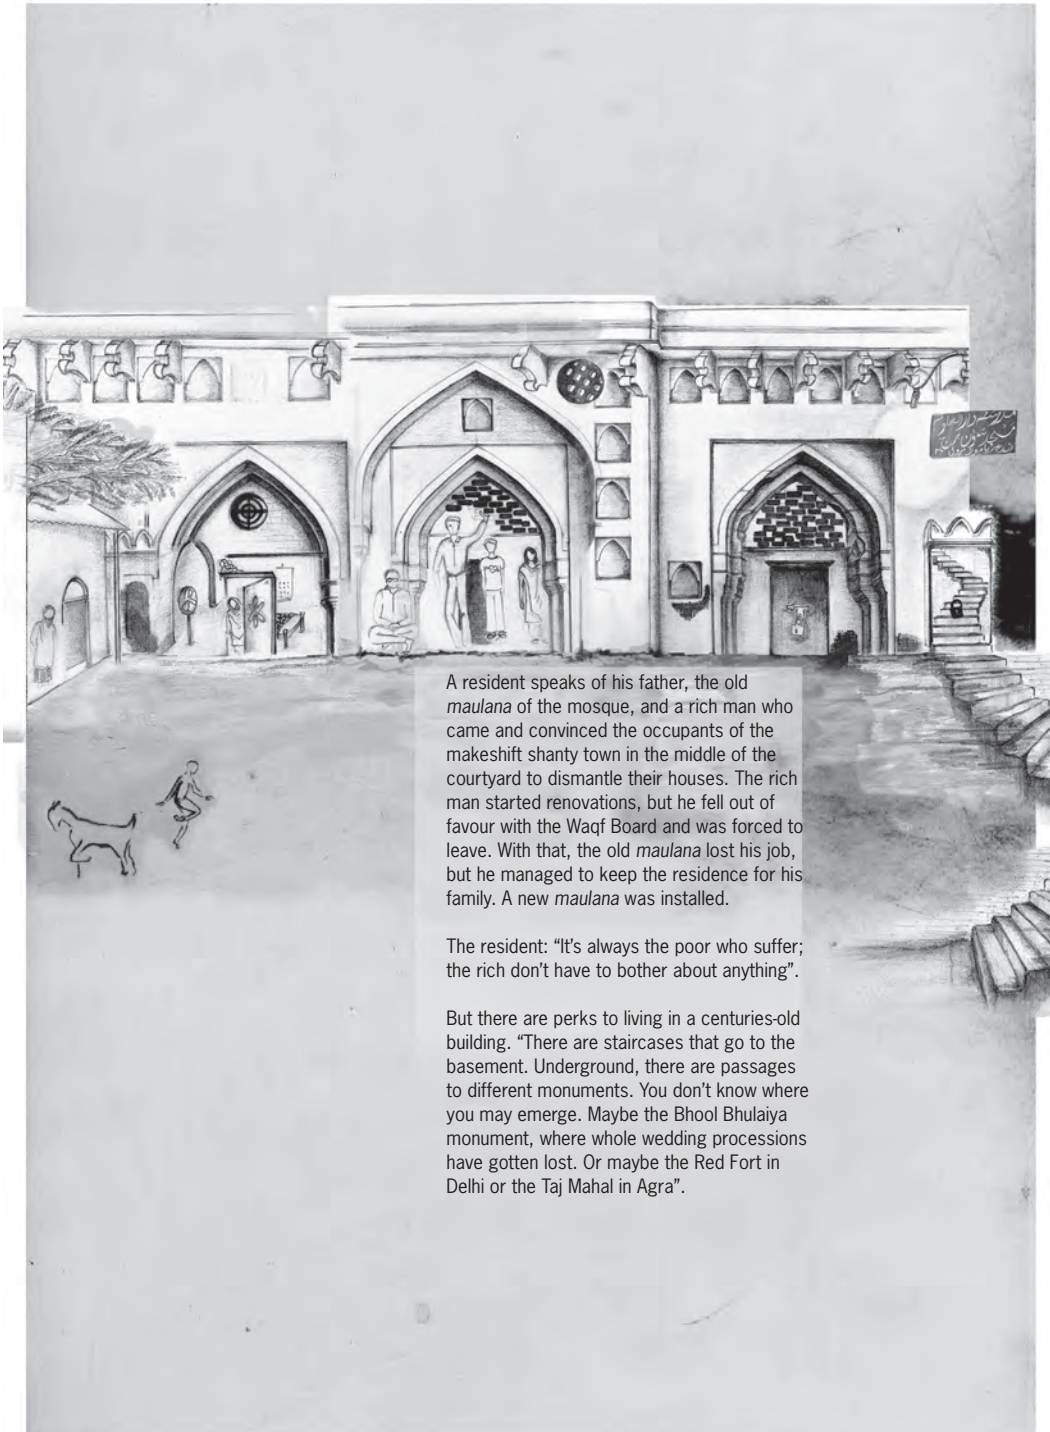 A resident speaks of his father, the old
maulana of the mosque, and a rich man who
came and convinced the occupants of the
makeshift shanty town in the middle of the
courtyard to dismantle their houses. The rich
man started renovations, but he fell out of
favour with the Waqf Board and was forced to
leave. With that, the old maulana lost his job,
but he managed to keep the residence for his
family. A new maulana was installed.
The resident: “It’s always the poor who suffer;
the rich don’t have to bother about anything”.
But there are perks to living in a centuries-old
building. “There are staircases that go to the
basement. Underground, there are passages
to different monuments. You don’t know where
you may emerge. Maybe the Bhool Bhulaiya
monument, where whole wedding processions
have gotten lost. Or maybe the Red Fort in
Delhi or the Taj Mahal in Agra”.